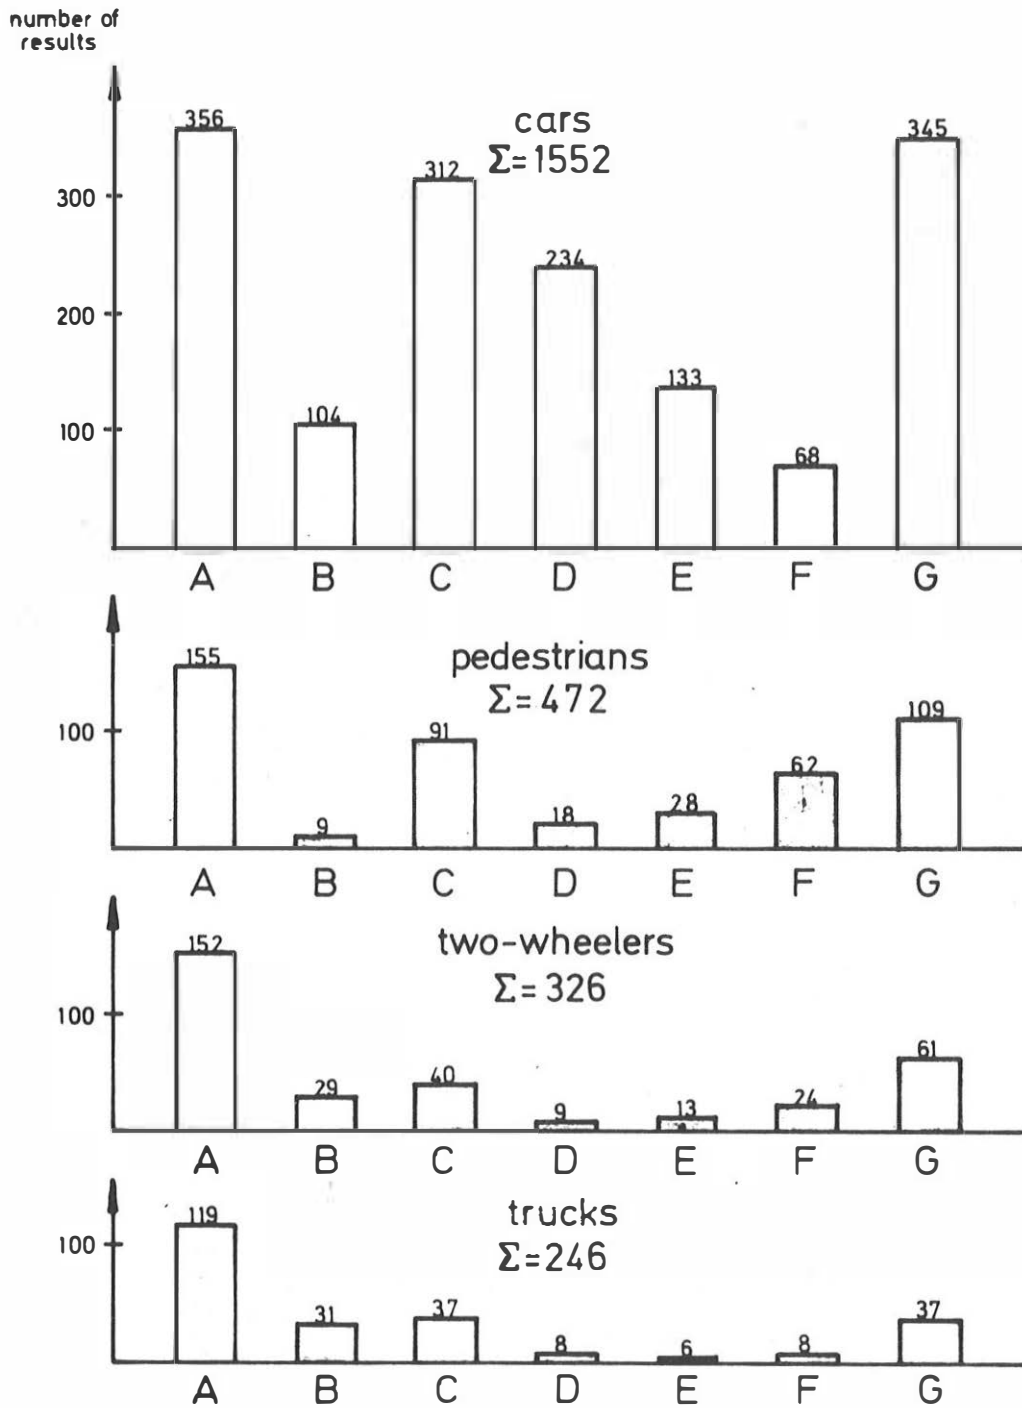 number of
results
356
cars
Σ=1552
345
312
300
234
200
133
104
100
68
A B C D E F G
155
pedestrians
Σ=472
109
100
91
62
28
18
9
A B C D E F G
152
two-wheelers
Σ=326
100
61
40
29
24
13
9
A B C D E F G
119
trucks
Σ=246
100
31
37
8
6
8
37
A B C D E F G